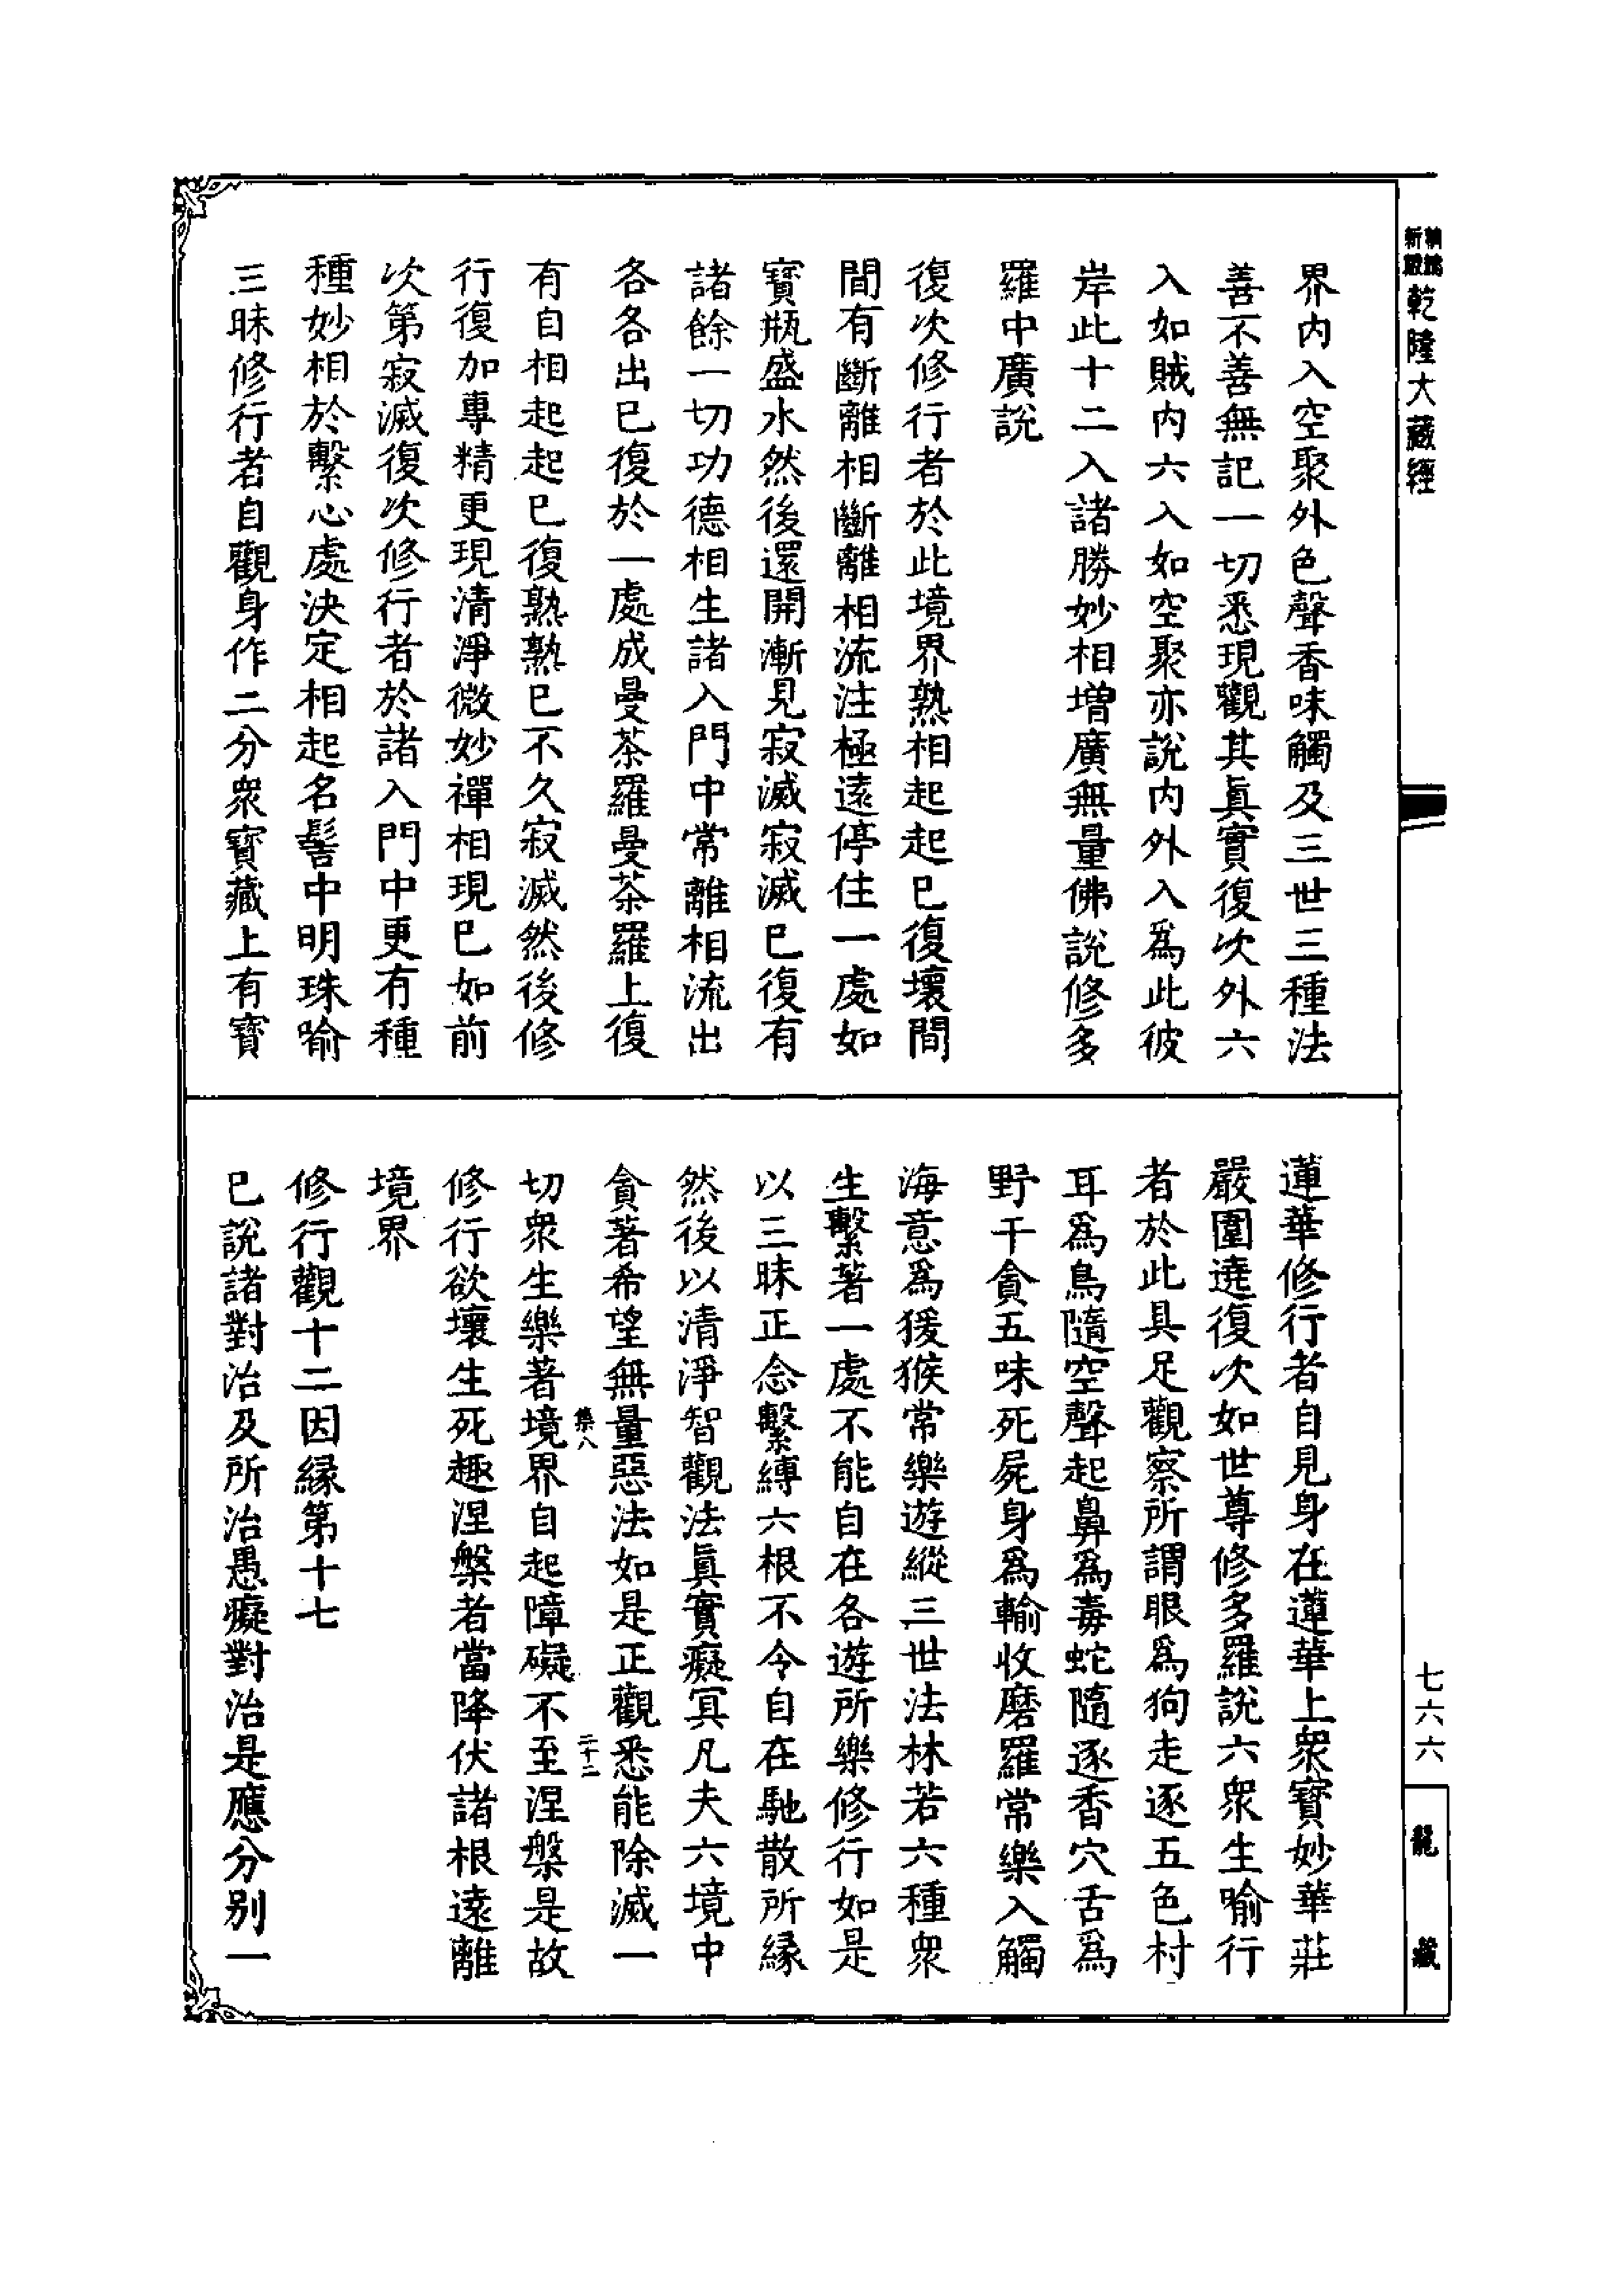 乾隆大藏經
界内入空聚外色聲香味觸及三世三種法
善不善無記一切悉現觀其眞實復次外六
入如賊内六入如空聚亦說内外入爲此彼
岸此十二入諸勝妙相增廣無量佛說修多
羅中廣說
復次修行者於此境界熟相起起已復壞間
間有斷離相斷離相流注極遠停住一處如
寶瓶盛水然後還開漸見寂滅寂滅已復有
諸餘一切功德相生諸入門中常離相流出
各各出已復於一處成曼荼羅曼荼羅上復
有自相起起已復熟熟已不久寂滅然後修
行復加專精更現清淨微妙禪相現已如前
次第寂滅復次修行者於諸入門中更有種
種妙相於繫心處決定相起名髻中明珠喻
三昧修行者自觀身作二分衆寶藏上有寶
蓮華修行者自見身在蓮華上衆寶妙華莊
嚴圍遶復次如世尊修多羅說六衆生喻行
者於此具足觀察所謂眼爲狗走逐五色村
耳爲鳥隨空聲起鼻爲毒蛇隨逐香穴舌爲
野干貪五味死屍身爲輸收磨羅常樂入觸
海意爲猨猴常樂遊縱三世法林若六種衆
生繫著一處不能自在各遊所樂修行如是
以三昧正念繫縛六根不令自在馳散所緣
然後以清淨智觀法眞實癡冥凡夫六境中
貪著希望無量惡法如是正觀悉能除滅一
集八
二十二
切衆生樂著境界自起障礙不至涅槃是故
修行欲壞生死趣涅槃者當降伏諸根遠離
境界
修行觀十二因緣第十七
已說諸對治及所治愚癡對治是應分別一
七六六
龍藏